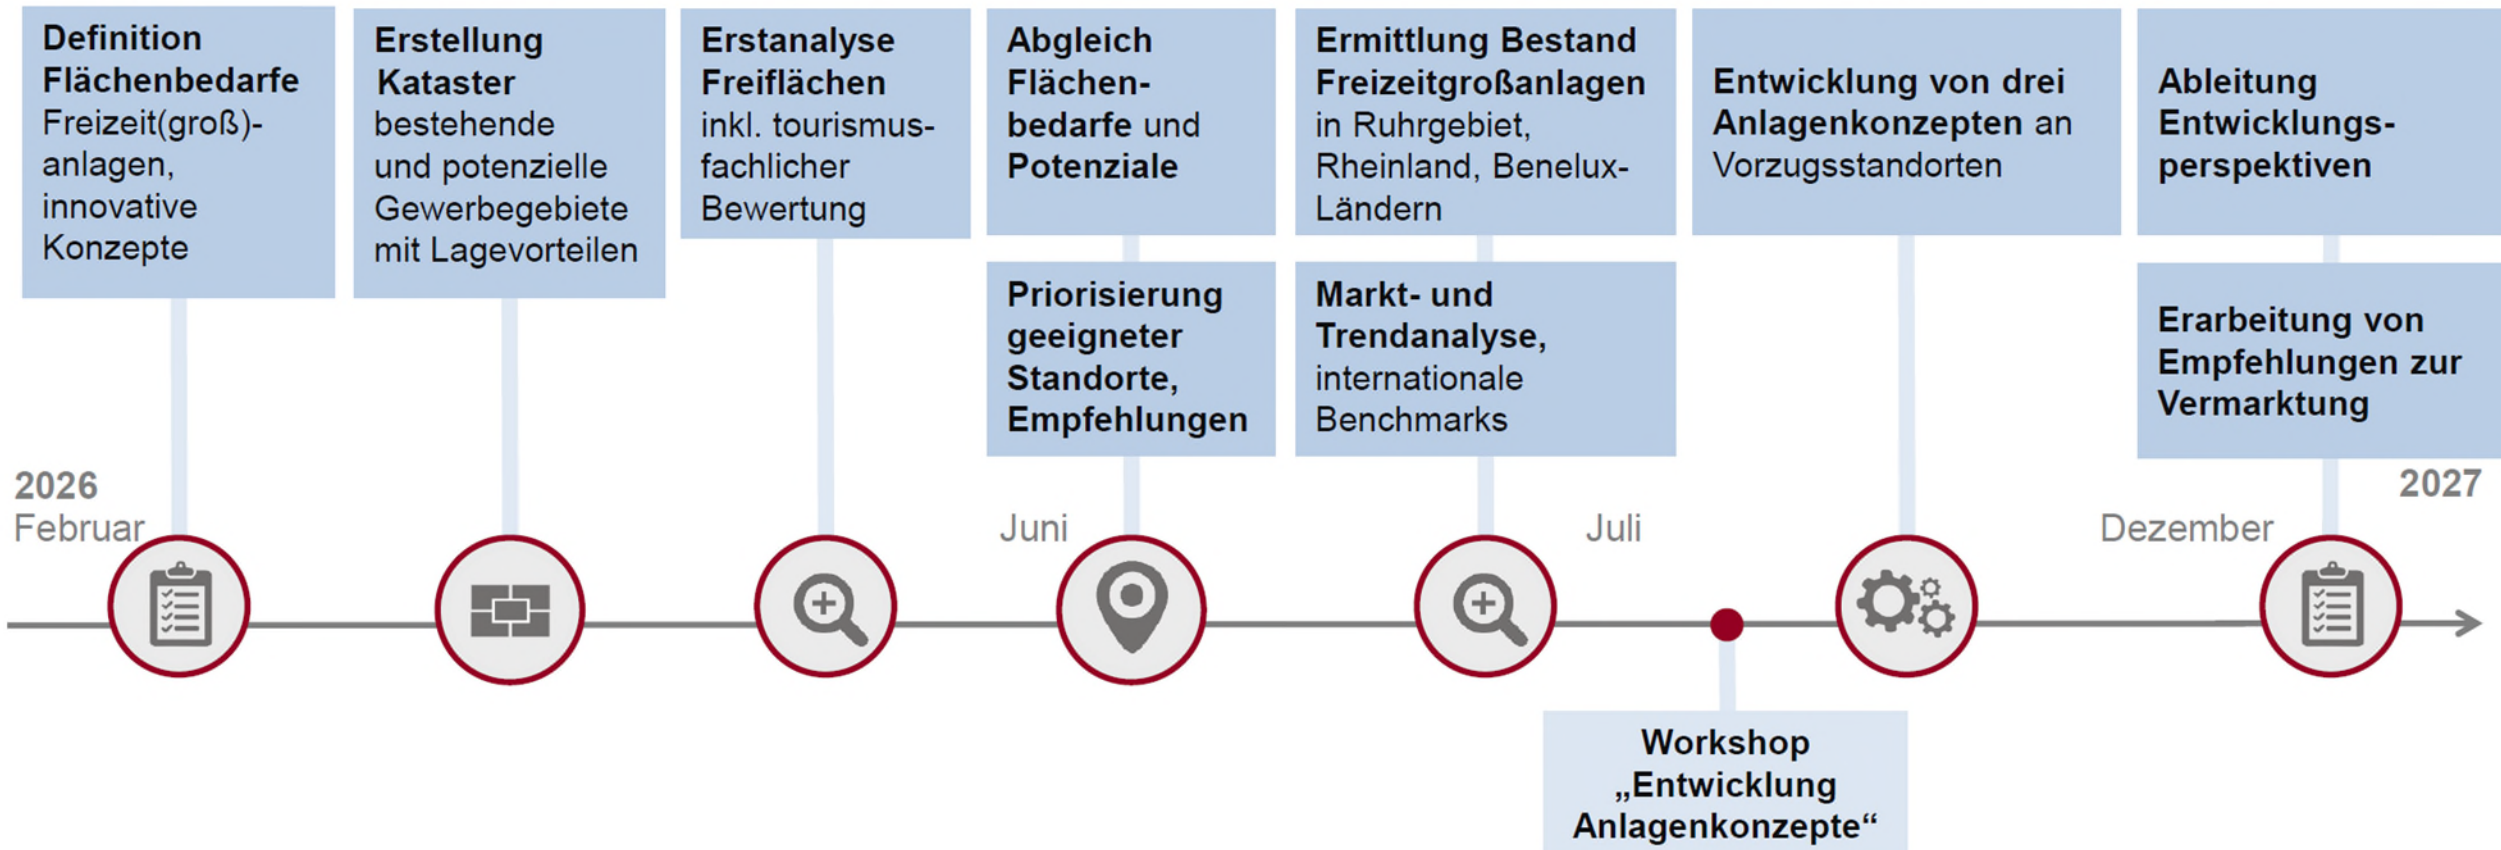 Definition
Flächenbedarfe
Freizeit(groß)-
anlagen,
innovative
Konzepte
Erstellung
Kataster
bestehende
und potenzielle
Gewerbegebiete
mit Lagevorteilen
Erstanalyse
Freiflächen
inkl. tourismus-
fachlicher
Bewertung
Abgleich
Flächen-
bedarfe und
Potenziale
Priorisierung
geeigneter
Standorte,
Empfehlungen
Ermittlung Bestand
Freizeitgroßanlagen
in Ruhrgebiet,
Rheinland, Benelux-
Ländern
Markt- und
Trendanalyse,
internationale
Benchmarks
Entwicklung von drei
Anlagenkonzepten an
Vorzugsstandorten
Ableitung
Entwicklungs-
perspektiven
Erarbeitung von
Empfehlungen zur
Vermarktung
2026
Februar
Juni
Juli
Dezember
2027
Workshop
„Entwicklung
Anlagenkonzepte“